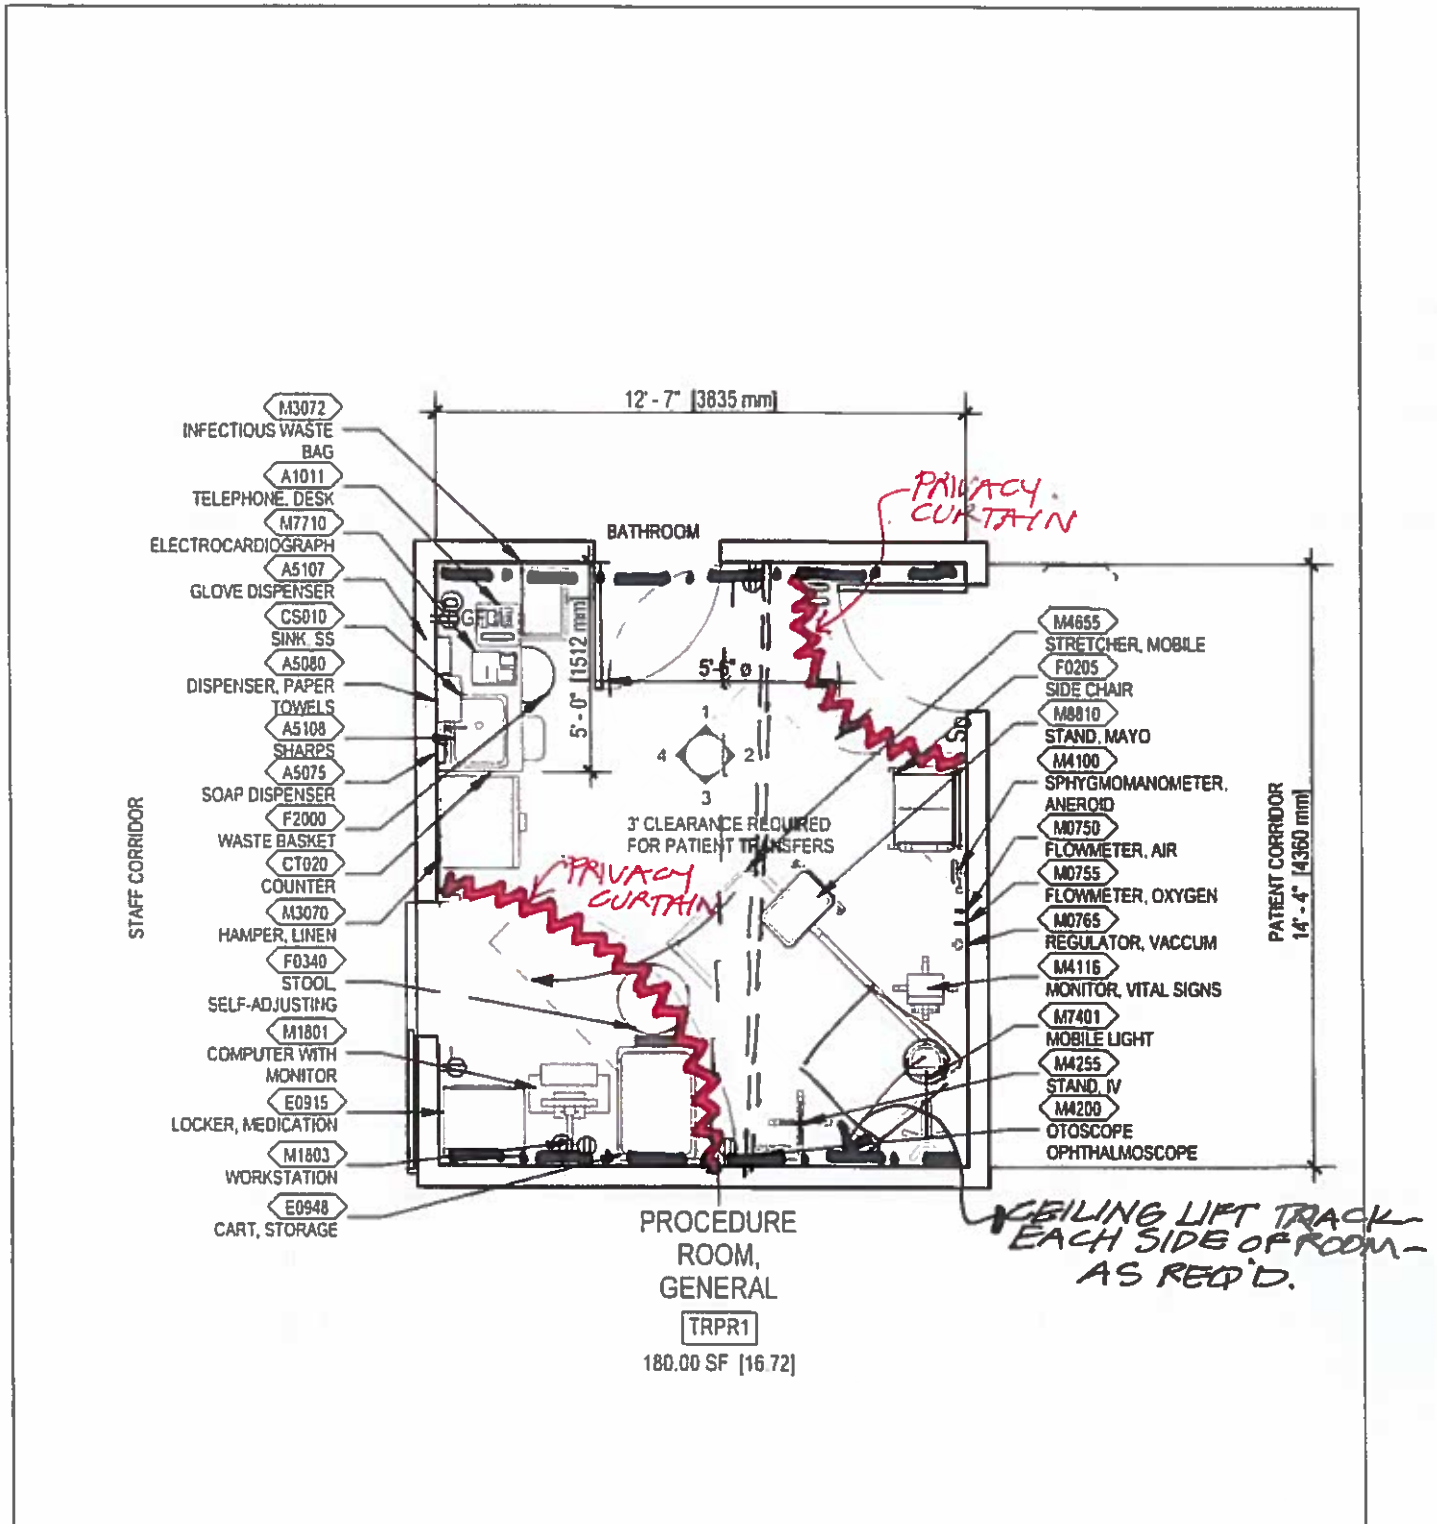 12' - 7" [3835 mm]
M3072
INFECTIOUS WASTE
BAG
A1011
TELEPHONE, DESK
M7710
ELECTROCARDIOGRAPH
A5107
GLOVE DISPENSER
CS010
SINK, SS
A5080
DISPENSER, PAPER
TOWELS
A5108
SHARPS
A5075
SOAP DISPENSER
F2000
WASTE BASKET
CT020
COUNTER
M3070
HAMPER, LINEN
F0340
STOOL,
SELF-ADJUSTING
M1801
COMPUTER WITH
MONITOR
E0915
LOCKER, MEDICATION
M1803
WORKSTATION
E0948
CART, STORAGE
STAFF CORRIDOR
BATHROOM
PRIVACY
CURTAIN
GFCI
5'-6" ø
5' - 0" [1512 mm]
1
4
2
3
3' CLEARANCE REQUIRED
FOR PATIENT TRANSFERS
PRIVACY
CURTAIN
M4655
STRETCHER, MOBILE
F0205
SIDE CHAIR
M8810
STAND, MAYO
M4100
SPHYGMOMANOMETER,
ANEROID
M0750
FLOWMETER, AIR
M0755
FLOWMETER, OXYGEN
M0765
REGULATOR, VACCUM
M4116
MONITOR, VITAL SIGNS
M7401
MOBILE LIGHT
M4255
STAND, IV
M4200
OTOSCOPE
OPHTHALMOSCOPE
PATIENT CORRIDOR
14' - 4" [4360 mm]
CEILING LIFT TRACK-
EACH SIDE OF ROOM-
AS REQ'D.
PROCEDURE
ROOM,
GENERAL
TRPR1
180.00 SF [16.72]